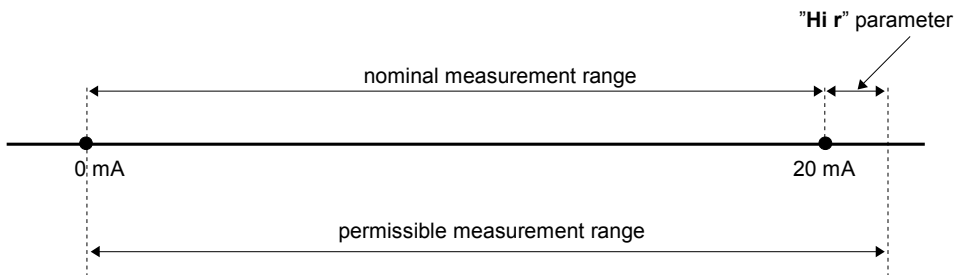 ”Hi r” parameter
nominal measurement range
0 mA
20 mA
permissible measurement range